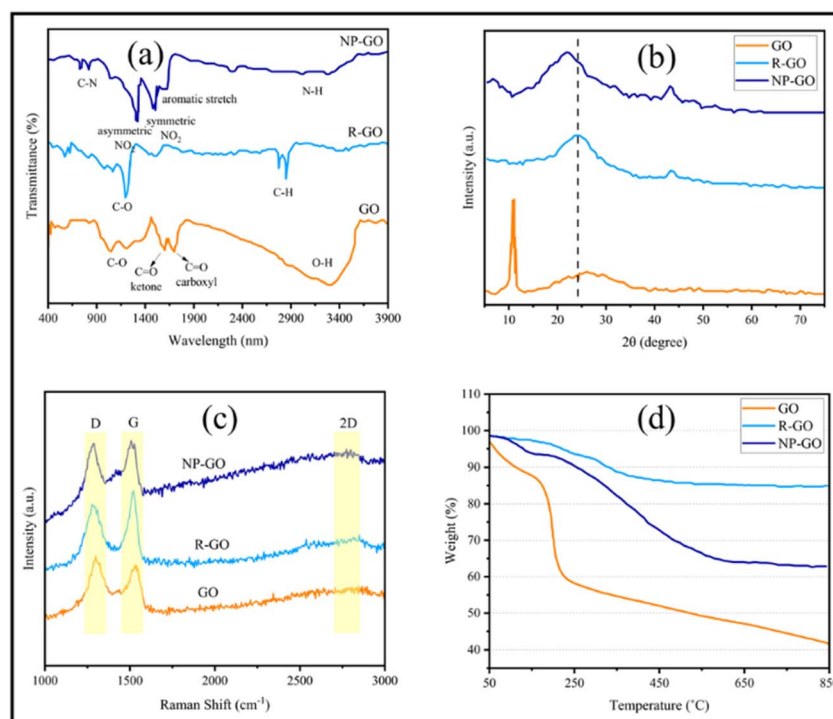 (a)
NP-GO
C-N
aromatic stretch
N-H
asymmetric
NO2
symmetric
NO2
R-GO
C-O
C-H
GO
C-O
C=O
ketone
C=O
carboxyl
O-H
Transmittance (%)
400 900 1400 1900 2400 2900 3400 3900
Wavelength (nm)
(b)
GO
R-GO
NP-GO
Intensity (a.u.)
10 20 30 40 50 60 70
2θ (degree)
(c)
D G 2D
NP-GO
R-GO
GO
Intensity (a.u.)
1000 1500 2000 2500 3000
Raman Shift (cm-1)
(d)
GO
R-GO
NP-GO
110
100
90
80
70
60
50
40
Weight (%)
50 250 450 650 850
Temperature (˚C)